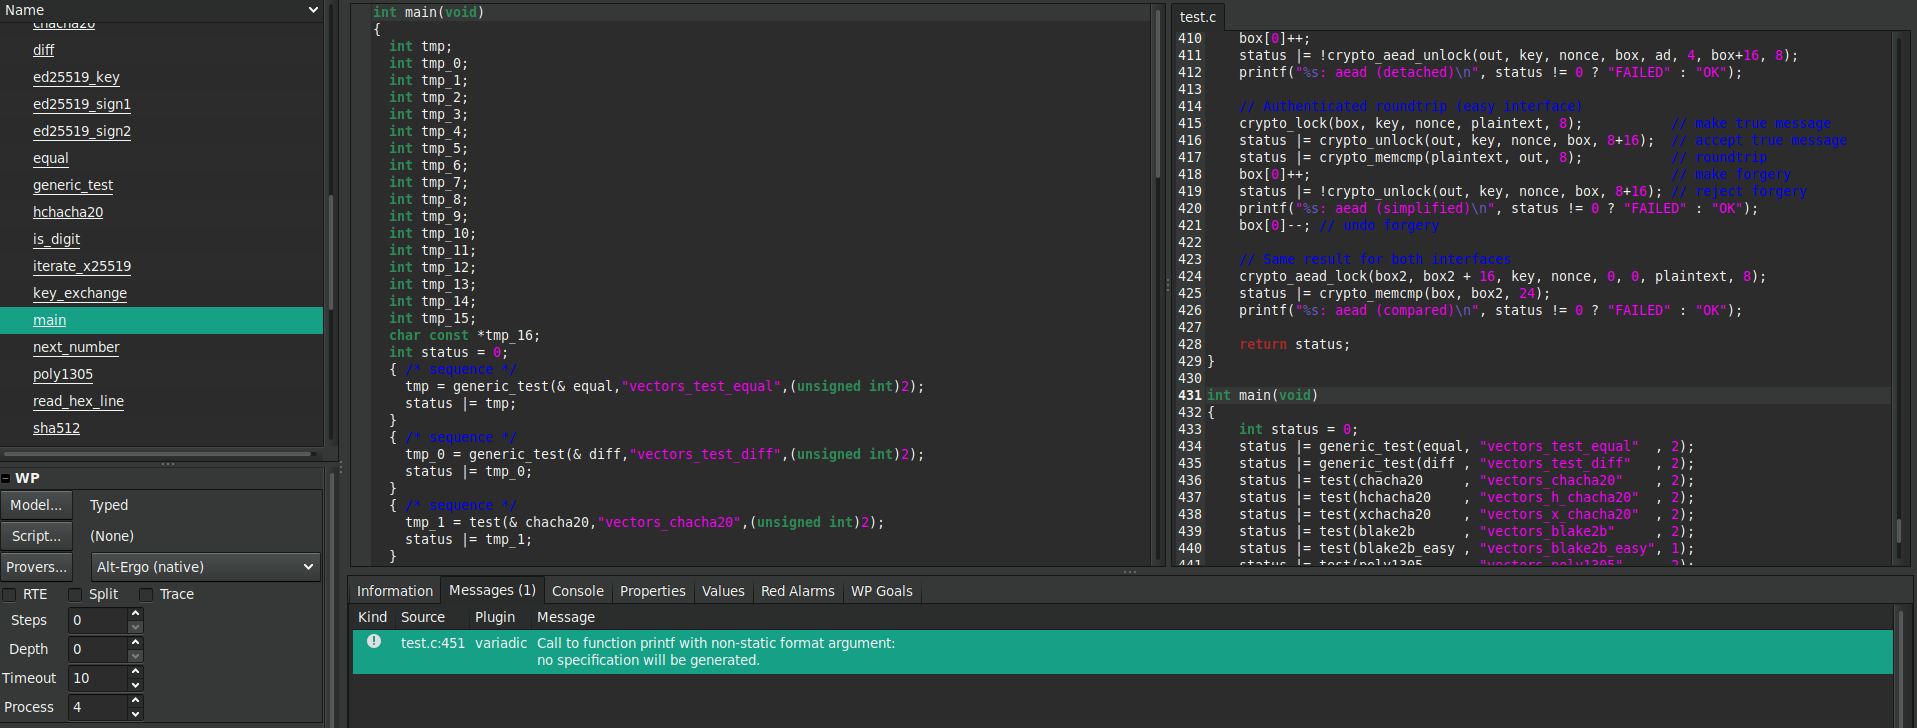 Name
chacha20
diff
ed25519_key
ed25519_sign1
ed25519_sign2
equal
generic_test
hchacha20
is_digit
iterate_x25519
key_exchange
main
next_number
poly1305
read_hex_line
sha512
WP
Model... Typed
Script... (None)
Provers... Alt-Ergo (native)
RTE Split Trace
Steps 0
Depth 0
Timeout 10
Process 4
int main(void)
{
  int tmp;
  int tmp_0;
  int tmp_1;
  int tmp_2;
  int tmp_3;
  int tmp_4;
  int tmp_5;
  int tmp_6;
  int tmp_7;
  int tmp_8;
  int tmp_9;
  int tmp_10;
  int tmp_11;
  int tmp_12;
  int tmp_13;
  int tmp_14;
  int tmp_15;
  char const *tmp_16;
  int status = 0;
  { /* sequence */
    tmp = generic_test(& equal,"vectors_test_equal",(unsigned int)2);
    status |= tmp;
  }
  { /* sequence */
    tmp_0 = generic_test(& diff,"vectors_test_diff",(unsigned int)2);
    status |= tmp_0;
  }
  { /* sequence */
    tmp_1 = test(& chacha20,"vectors_chacha20",(unsigned int)2);
    status |= tmp_1;
  }
test.c
410     box[0]++;
411     status |= !crypto_aead_unlock(out, key, nonce, box, ad, 4, box+16, 8);
412     printf("%s: aead (detached)\n", status != 0 ? "FAILED" : "OK");
413
414     // Authenticated roundtrip (easy interface)
415     crypto_lock(box, key, nonce, plaintext, 8);           // make true message
416     status |= crypto_unlock(out, key, nonce, box, 8+16);  // accept true message
417     status |= crypto_memcmp(plaintext, out, 8);           // roundtrip
418     box[0]++;                                             // make forgery
419     status |= !crypto_unlock(out, key, nonce, box, 8+16); // reject forgery
420     printf("%s: aead (simplified)\n", status != 0 ? "FAILED" : "OK");
421     box[0]--; // undo forgery
422
423     // Same result for both interfaces
424     crypto_aead_lock(box2, box2 + 16, key, nonce, 0, 0, plaintext, 8);
425     status |= crypto_memcmp(box, box2, 24);
426     printf("%s: aead (compared)\n", status != 0 ? "FAILED" : "OK");
427
428     return status;
429 }
430
431 int main(void)
432 {
433     int status = 0;
434     status |= generic_test(equal, "vectors_test_equal"  , 2);
435     status |= generic_test(diff , "vectors_test_diff"   , 2);
436     status |= test(chacha20     , "vectors_chacha20"    , 2);
437     status |= test(hchacha20    , "vectors_h_chacha20"  , 2);
438     status |= test(xchacha20    , "vectors_x_chacha20"  , 2);
439     status |= test(blake2b      , "vectors_blake2b"     , 2);
440     status |= test(blake2b_easy , "vectors_blake2b_easy", 1);
441     status |= test(poly1305     , "vectors_poly1305"    , 2);
Information Messages (1) Console Properties Values Red Alarms WP Goals
Kind Source Plugin Message
test.c:451 variadic Call to function printf with non-static format argument:
no specification will be generated.